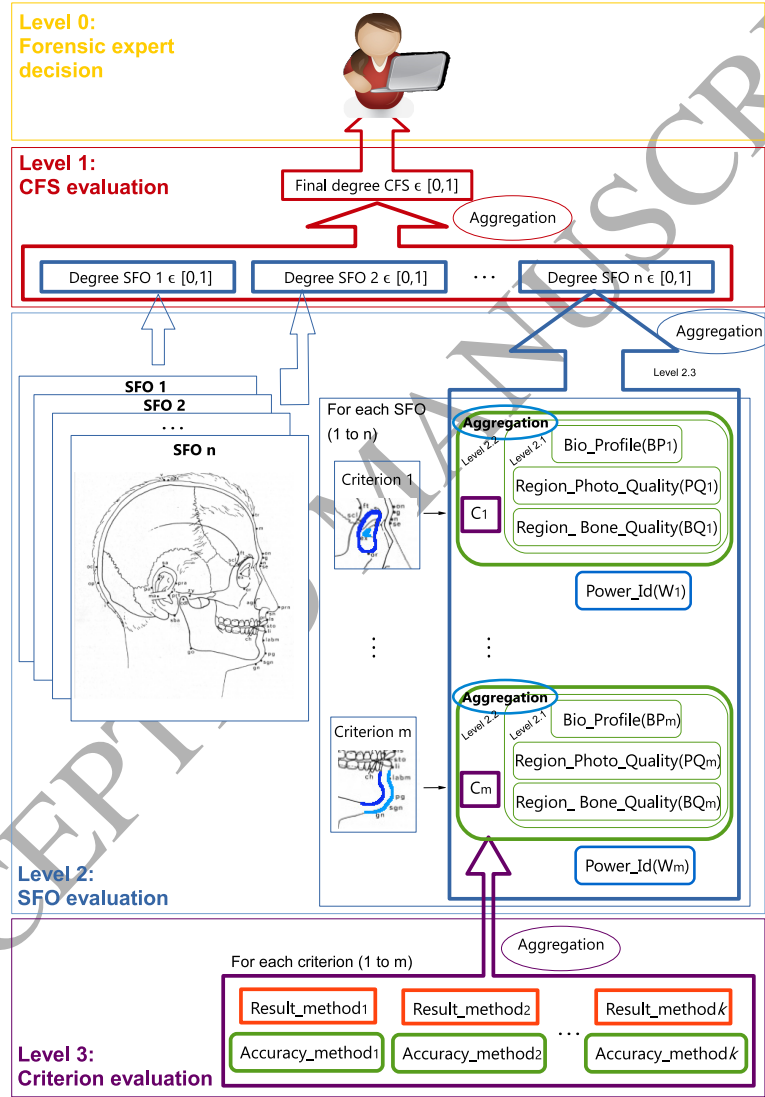 Level 0:
Forensic expert
decision
Level 1:
CFS evaluation
Final degree CFS ϵ [0,1]
Aggregation
Degree SFO 1 ϵ [0,1]
Degree SFO 2 ϵ [0,1]
...
Degree SFO n ϵ [0,1]
Aggregation
Level 2.3
SFO 1
SFO 2
...
SFO n
For each SFO
(1 to n)
Criterion 1
Aggregation
Level 2.2
Level 2.1
Bio_Profile(BP1)
Region_Photo_Quality(PQ1)
C1
Region_ Bone_Quality(BQ1)
Power_Id(W1)
Criterion m
Aggregation
Level 2.2
Level 2.1
Bio_Profile(BPm)
Region_Photo_Quality(PQm)
Cm
Region_ Bone_Quality(BQm)
Power_Id(Wm)
Level 2:
SFO evaluation
Aggregation
For each criterion (1 to m)
Result_method1
Result_method2
...
Result_methodk
Accuracy_method1
Accuracy_method2
Accuracy_methodk
Level 3:
Criterion evaluation
CEPTED MANUSCR